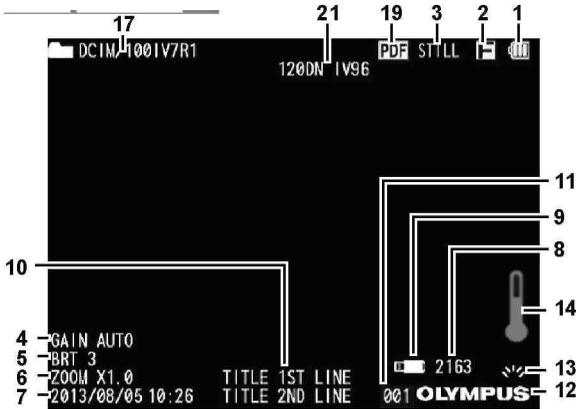 17 21 19 3 2 1
DCIM/100IV7R1 PDF STILL F
120DN IV96
11
9
8
10
14
4 GAIN AUTO
5 BRT 3 2163
6 ZOOM X1.0 TITLE 1ST LINE 13
7 2013/08/05 10:26 TITLE 2ND LINE 001 OLYMPUS 12